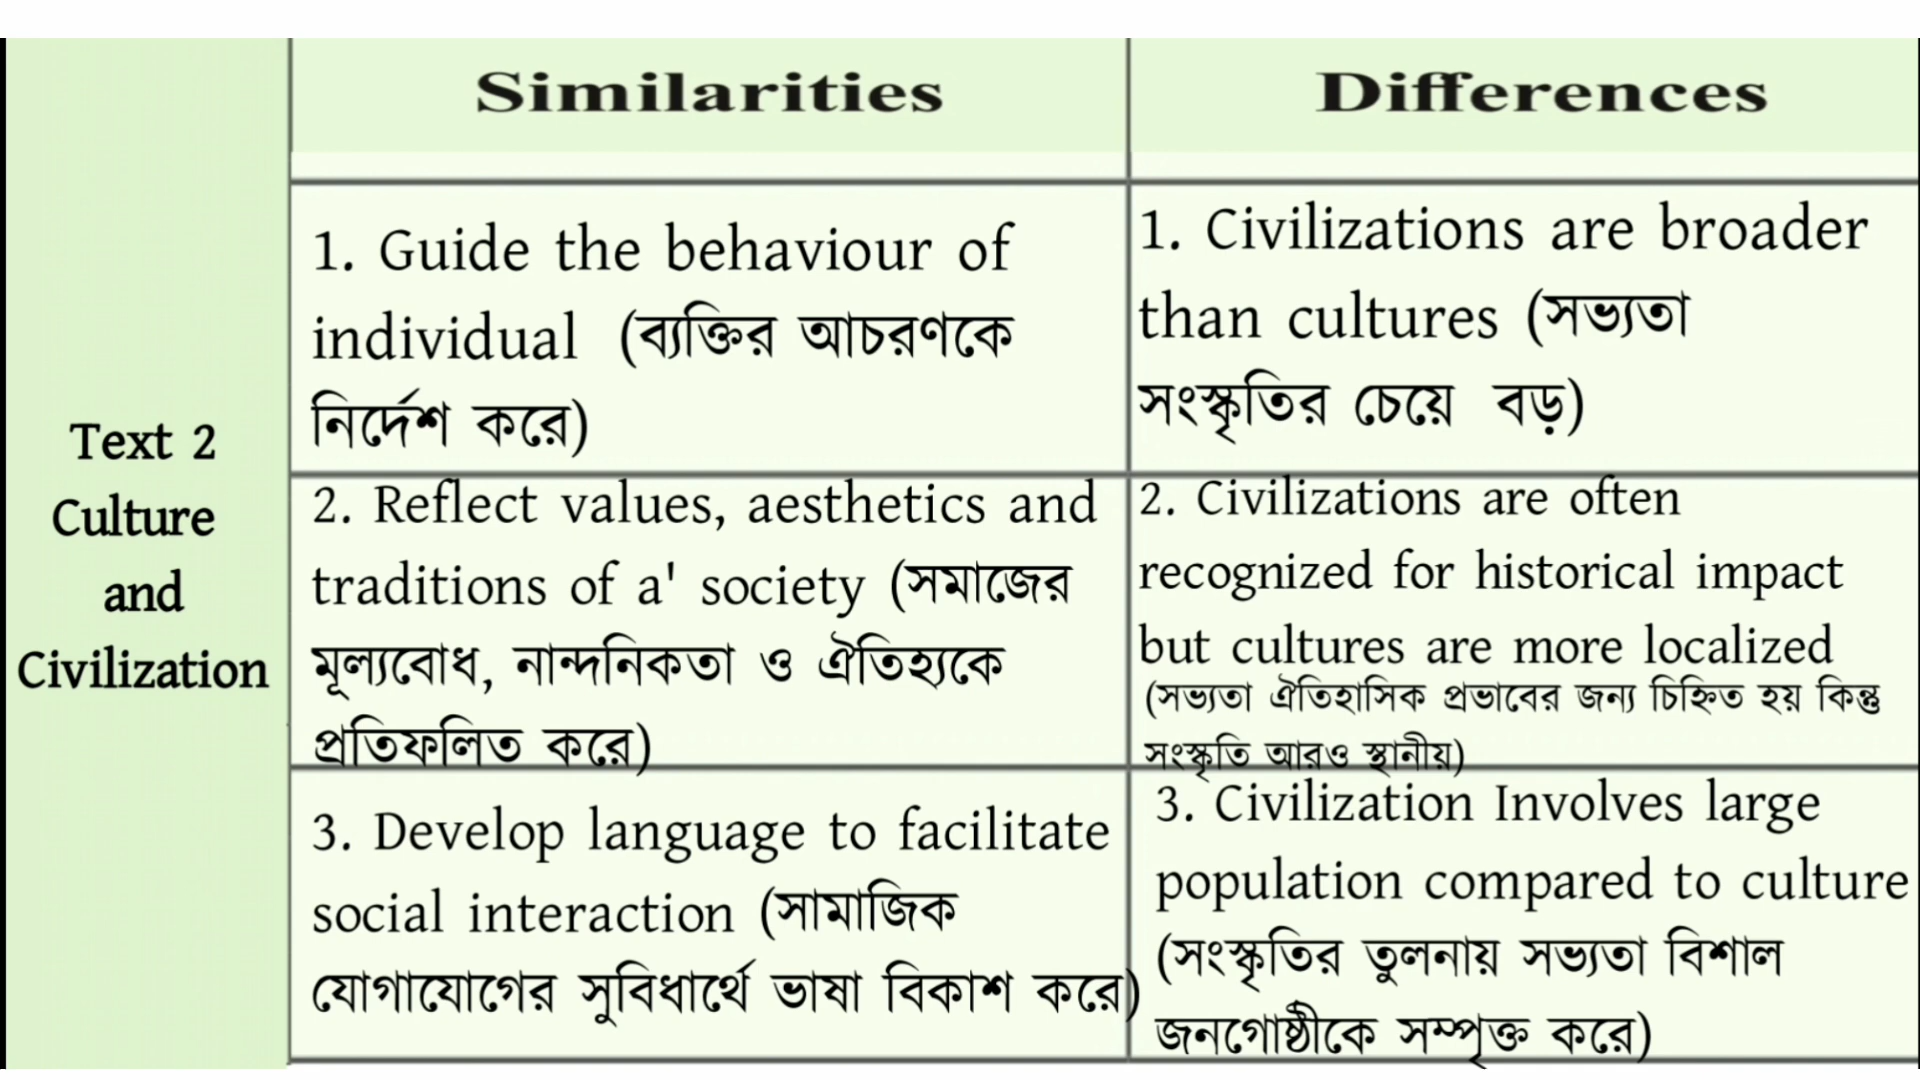 Similarities
Differences
Text 2
Culture
and
Civilization
1. Guide the behaviour of
individual (ব্যক্তির আচরণকে
নির্দেশ করে)
1. Civilizations are broader
than cultures (সভ্যতা
সংস্কৃতির চেয়ে বড়)
2. Reflect values, aesthetics and
traditions of a' society (সমাজের
মূল্যবোধ, নান্দনিকতা ও ঐতিহ্যকে
প্রতিফলিত করে)
2. Civilizations are often
recognized for historical impact
but cultures are more localized
(সভ্যতা ঐতিহাসিক প্রভাবের জন্য চিহ্নিত হয় কিন্তু
সংস্কৃতি আরও স্থানীয়)
3. Develop language to facilitate
social interaction (সামাজিক
যোগাযোগের সুবিধার্থে ভাষা বিকাশ করে)
3. Civilization Involves large
population compared to culture
(সংস্কৃতির তুলনায় সভ্যতা বিশাল
জনগোষ্ঠীকে সম্পৃক্ত করে)